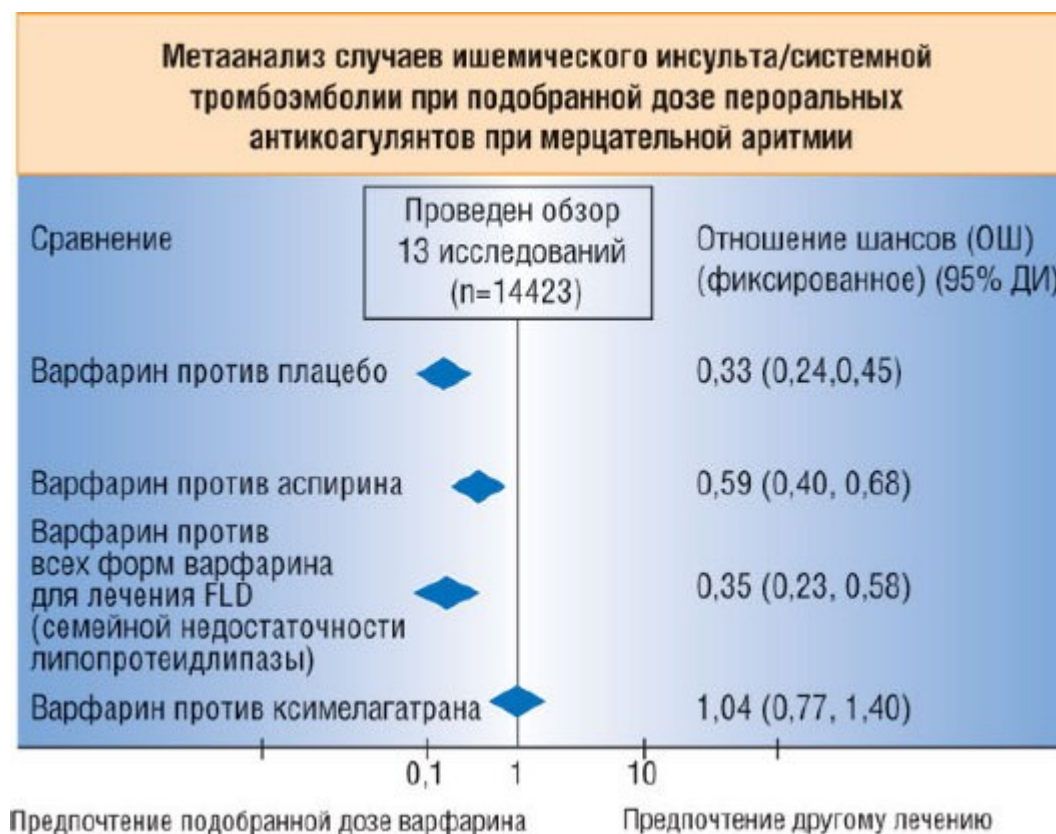 Метаанализ случаев ишемического инсульта/системной
тромбоэмболии при подобранной дозе пероральных
антикоагулянтов при мерцательной аритмии
Сравнение
Проведен обзор
13 исследований
(n=14423)
Отношение шансов (ОШ)
(фиксированное) (95% ДИ)
Варфарин против плацебо
0,33 (0,24,0,45)
Варфарин против аспирина
0,59 (0,40, 0,68)
Варфарин против
всех форм варфарина
для лечения FLD
(семейной недостаточности
липопротеидлипазы)
0,35 (0,23, 0,58)
Варфарин против ксимелагатрана
1,04 (0,77, 1,40)
0,1 1 10
Предпочтение подобранной дозе варфарина
Предпочтение другому лечению